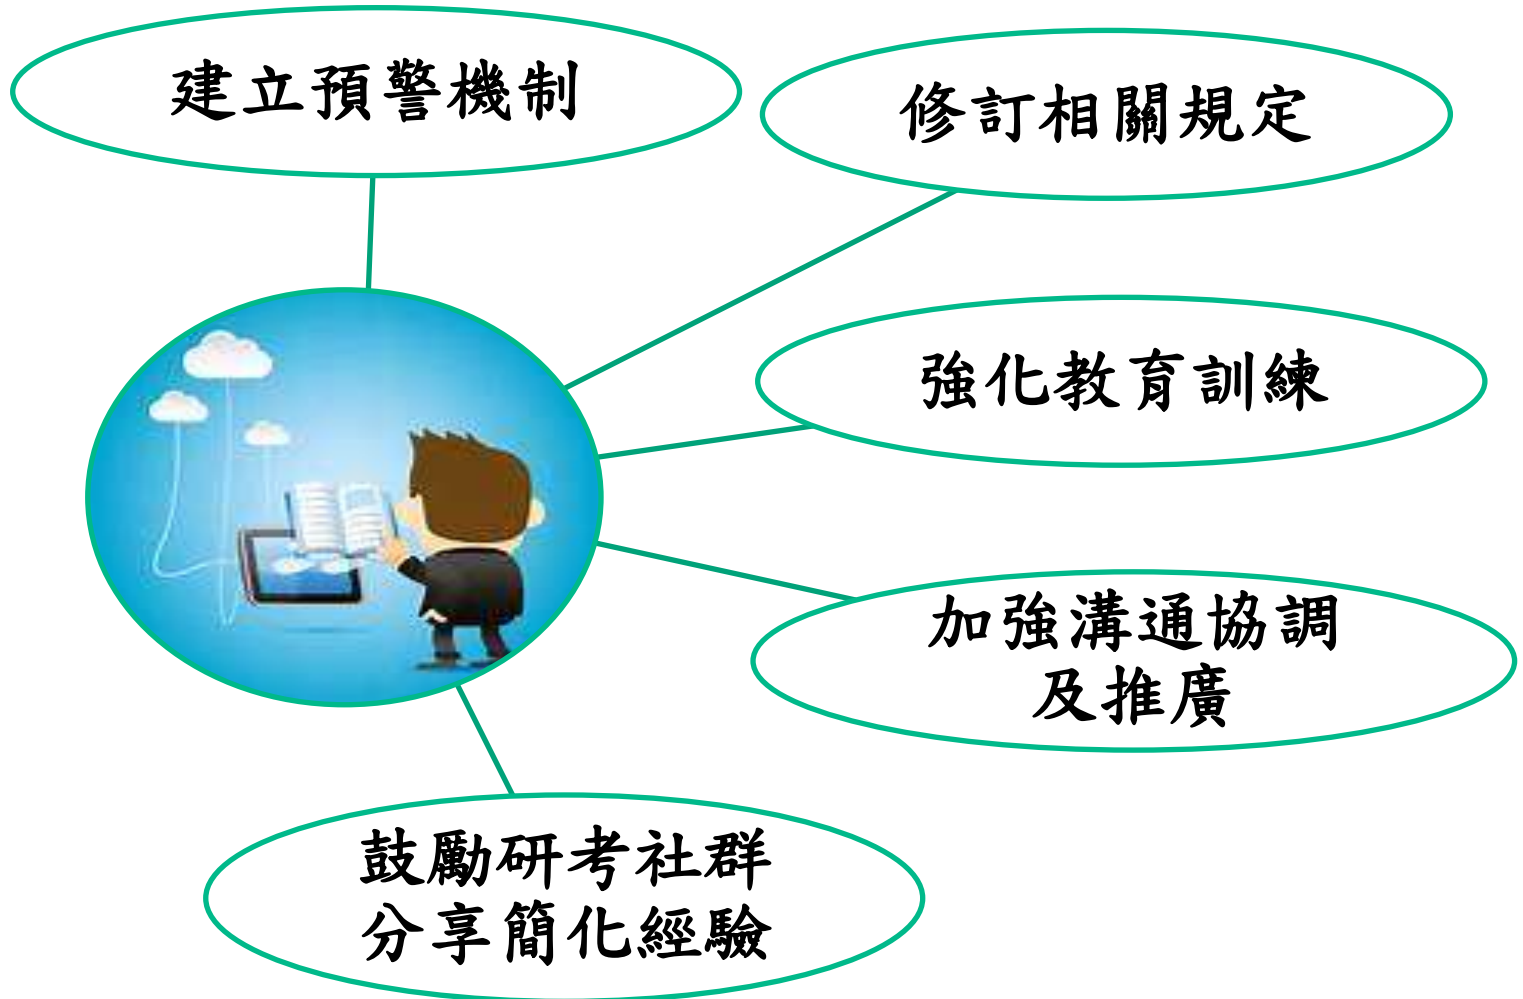 建立預警機制
修訂相關規定
強化教育訓練
加強溝通協調
及推廣
鼓勵研考社群
分享簡化經驗